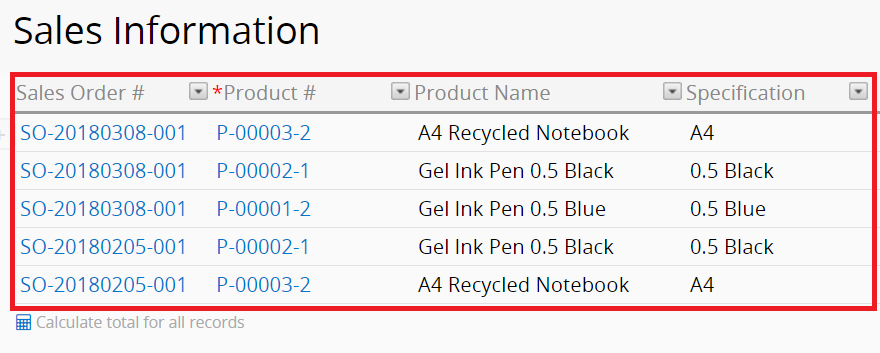 Sales Information
Sales Order # *Product # Product Name Specification
SO-20180308-001 P-00003-2 A4 Recycled Notebook A4
SO-20180308-001 P-00002-1 Gel Ink Pen 0.5 Black 0.5 Black
SO-20180308-001 P-00001-2 Gel Ink Pen 0.5 Blue 0.5 Blue
SO-20180205-001 P-00002-1 Gel Ink Pen 0.5 Black 0.5 Black
SO-20180205-001 P-00003-2 A4 Recycled Notebook A4
Calculate total for all records